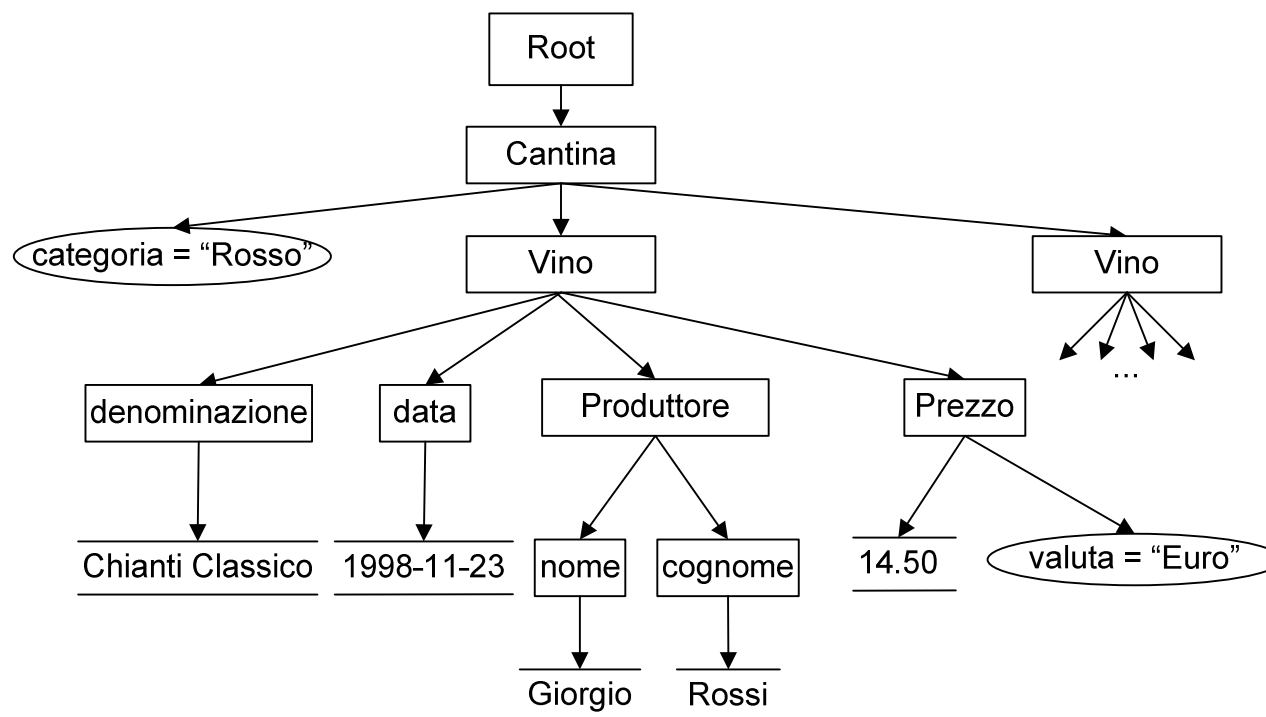 Root
Cantina
categoria = “Rosso”
Vino
Vino
...
denominazione
data
Produttore
Prezzo
Chianti Classico
1998-11-23
nome
cognome
14.50
valuta = “Euro”
Giorgio
Rossi